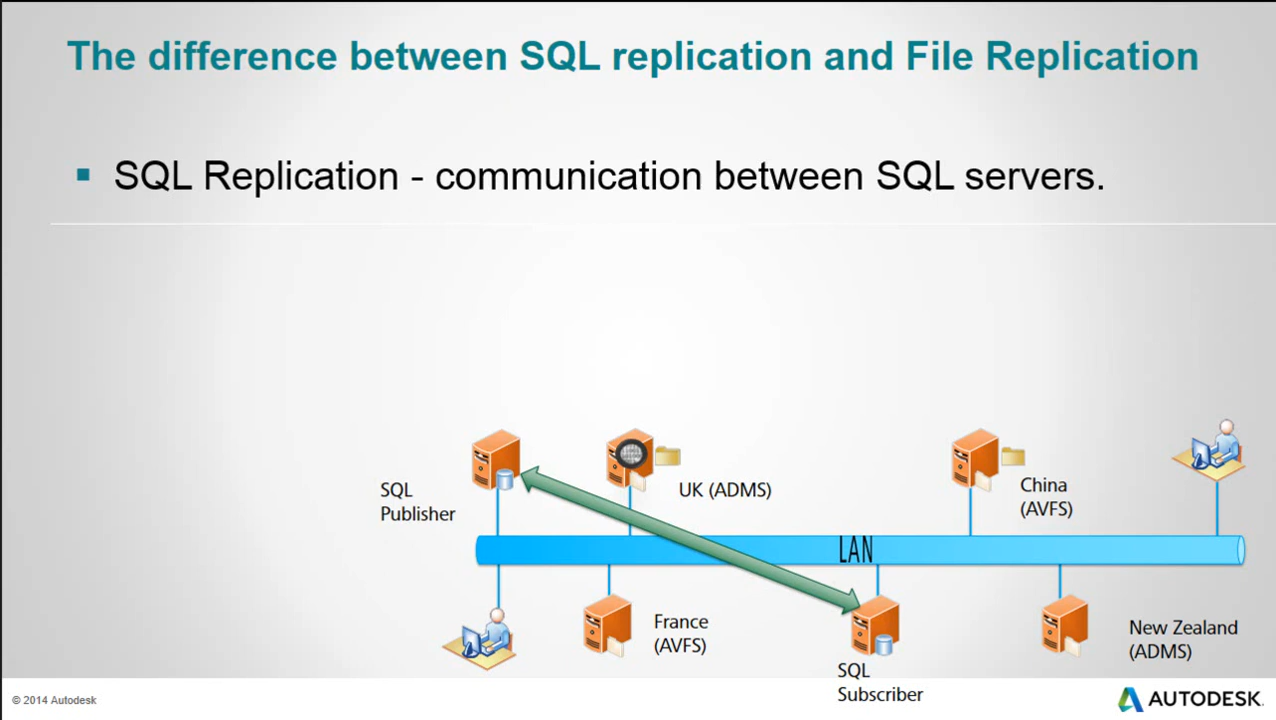 The difference between SQL replication and File Replication
▪ SQL Replication - communication between SQL servers.
SQL
Publisher
UK (ADMS)
China
(AVFS)
LAN
France
(AVFS)
New Zealand
(ADMS)
SQL
Subscriber
© 2014 Autodesk
AUTODESK.